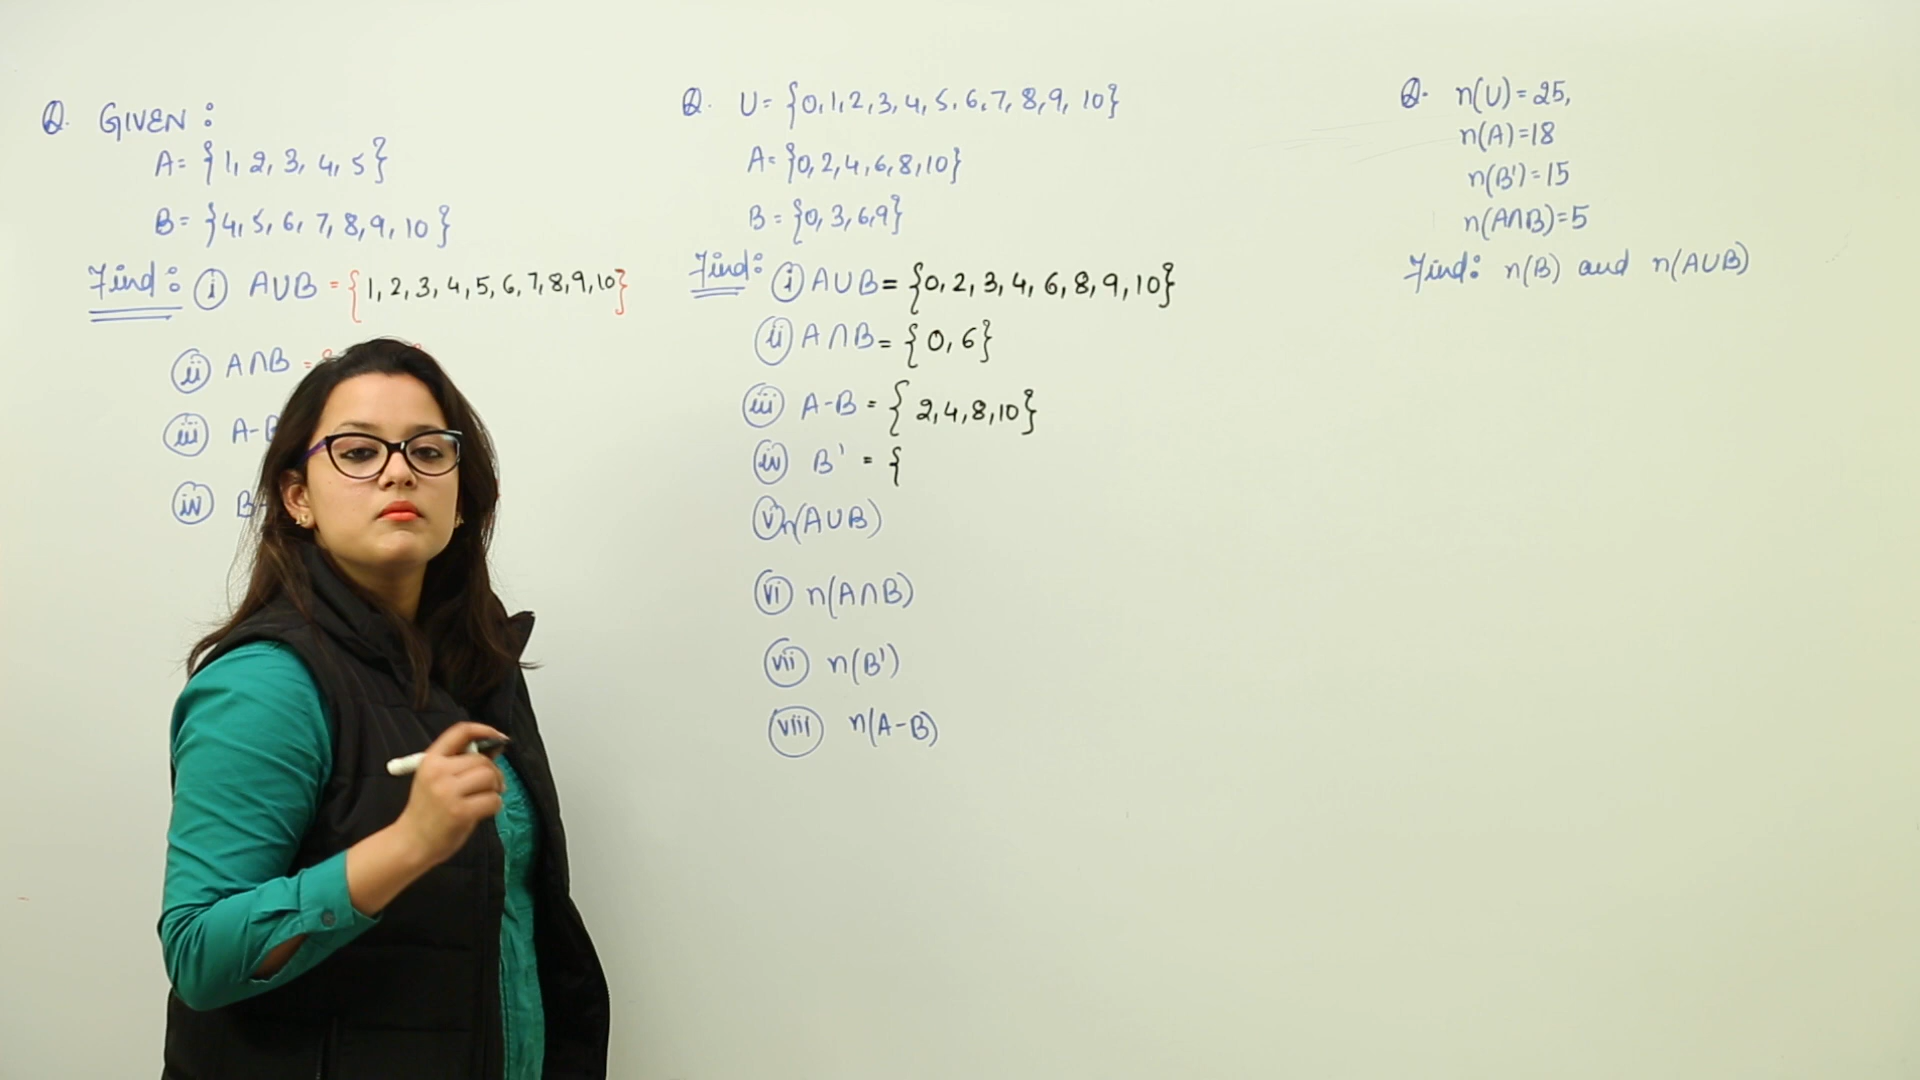 Q. GIVEN:
A= {1, 2, 3, 4, 5}
B= {4, 5, 6, 7, 8, 9, 10}
Find: (i) A∪B = {1, 2, 3, 4, 5, 6, 7, 8, 9, 10}
(ii) A∩B =
(iii) A-B
(iv) B-
Q. U= {0, 1, 2, 3, 4, 5, 6, 7, 8, 9, 10}
A= {0, 2, 4, 6, 8, 10}
B = {0, 3, 6, 9}
Find: (i) A∪B = {0, 2, 3, 4, 6, 8, 9, 10}
(ii) A∩B = {0, 6}
(iii) A-B = {2, 4, 8, 10}
(iv) B' = {
(v) n(A∪B)
(vi) n(A∩B)
(vii) n(B')
(viii) n(A-B)
Q. n(U) = 25,
n(A) = 18
n(B') = 15
n(A∩B) = 5
Find: n(B) and n(A∪B)